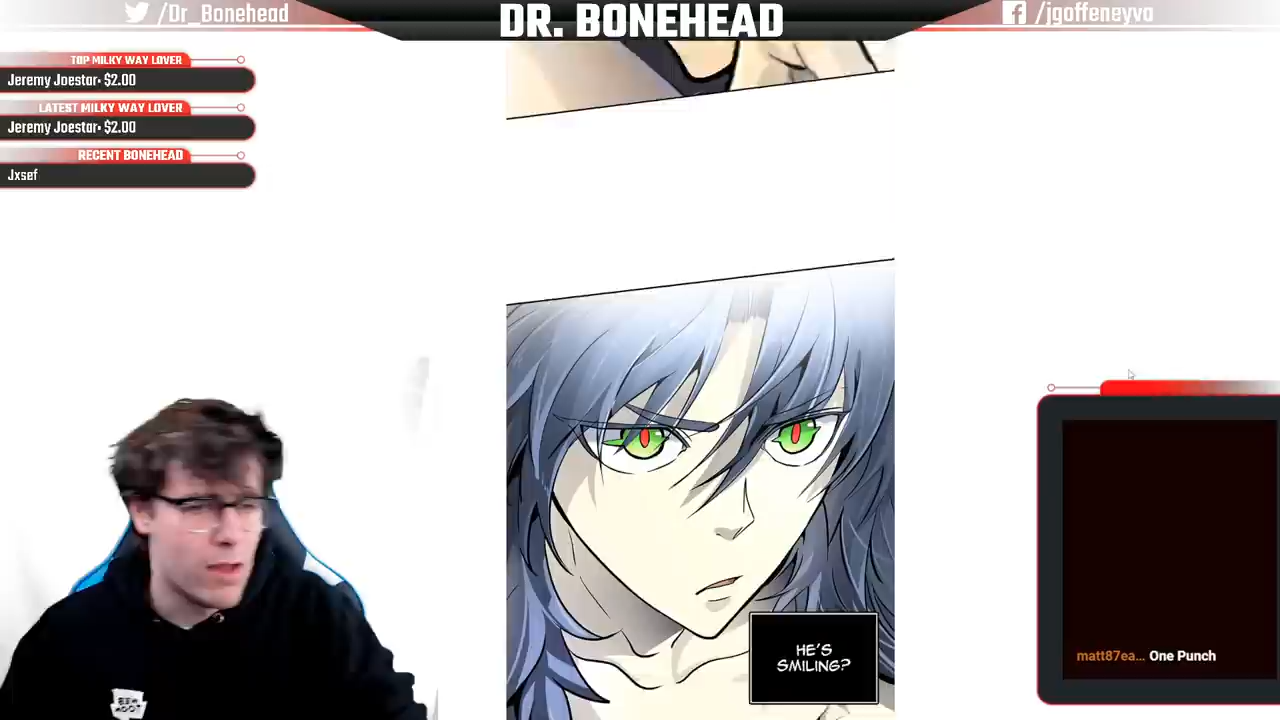 /Dr_Bonehead
DR. BONEHEAD
/jgoffeneyva
TOP MILKY WAY LOVER
Jeremy Joestar• $2.00
LATEST MILKY WAY LOVER
Jeremy Joestar• $2.00
RECENT BONEHEAD
Jxsef
HE'S
SMILING?
matt87ea... One Punch